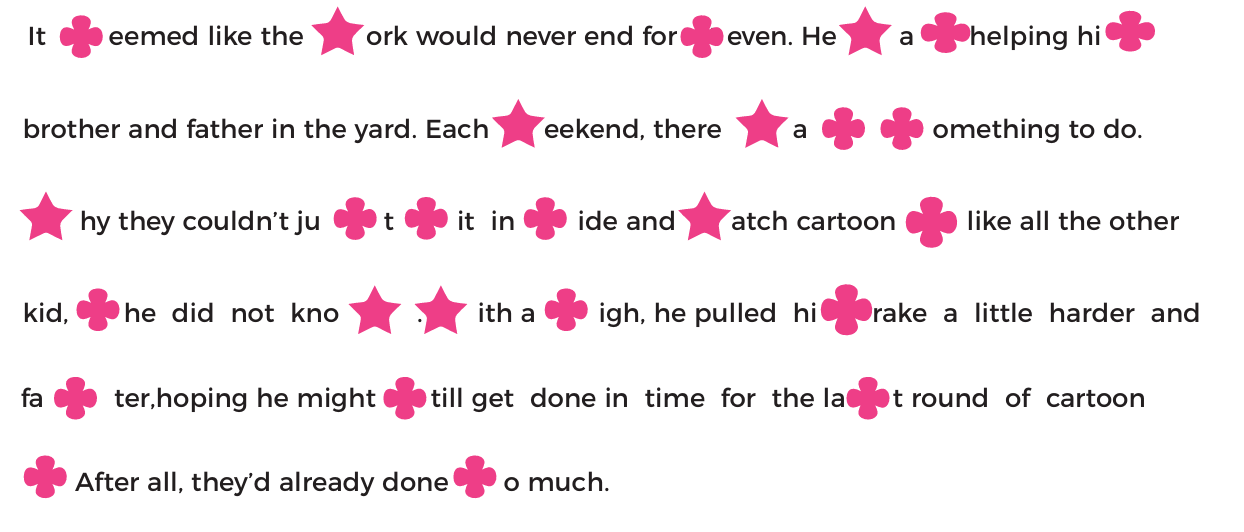 It eemed like the ork would never end for even. He a helping hi
brother and father in the yard. Each eekend, there a omething to do.
hy they couldn't ju t it in ide and atch cartoon like all the other
kid, he did not kno . ith a igh, he pulled hi rake a little harder and
fa ter,hoping he might till get done in time for the la t round of cartoon
After all, they'd already done o much.